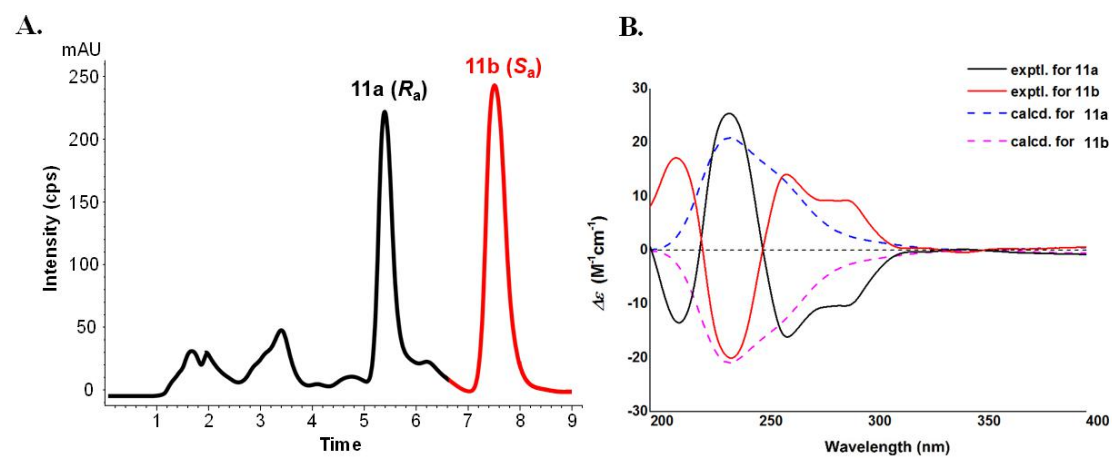 A.
mAU
250
200
150
100
50
0
Intensity (cps)
11a (Ra)
11b (Sa)
1 2 3 4 5 6 7 8 9
Time
B.
exptl. for 11a
exptl. for 11b
calcd. for 11a
calcd. for 11b
30
20
10
0
-10
-20
-30
Δε (M-1cm-1)
200 250 300 350 400
Wavelength (nm)